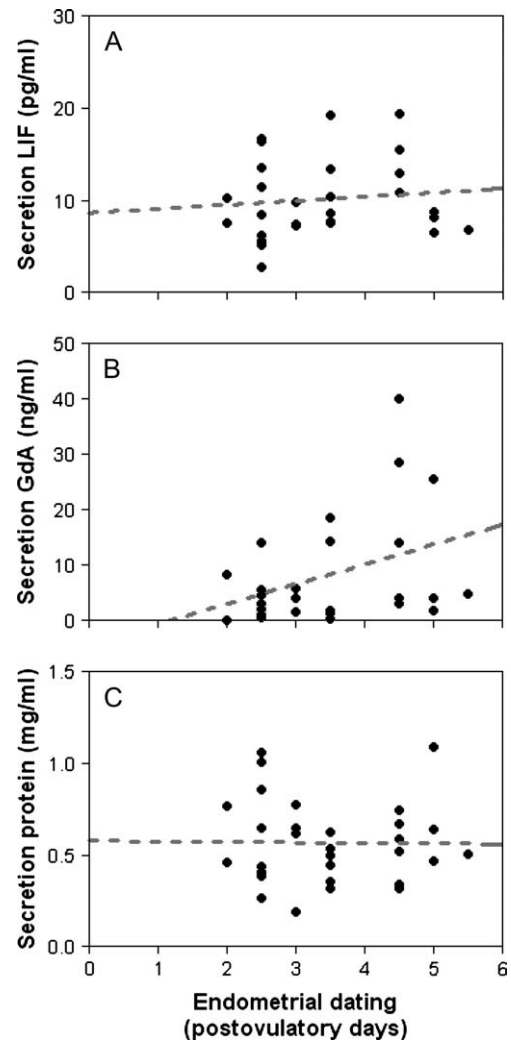 A
Secretion LIF (pg/ml)
30
20
10
0
B
Secretion GdA (ng/ml)
50
40
30
20
10
0
C
Secretion protein (mg/ml)
1.5
1.0
0.5
0.0
0 1 2 3 4 5 6
Endometrial dating
(postovulatory days)